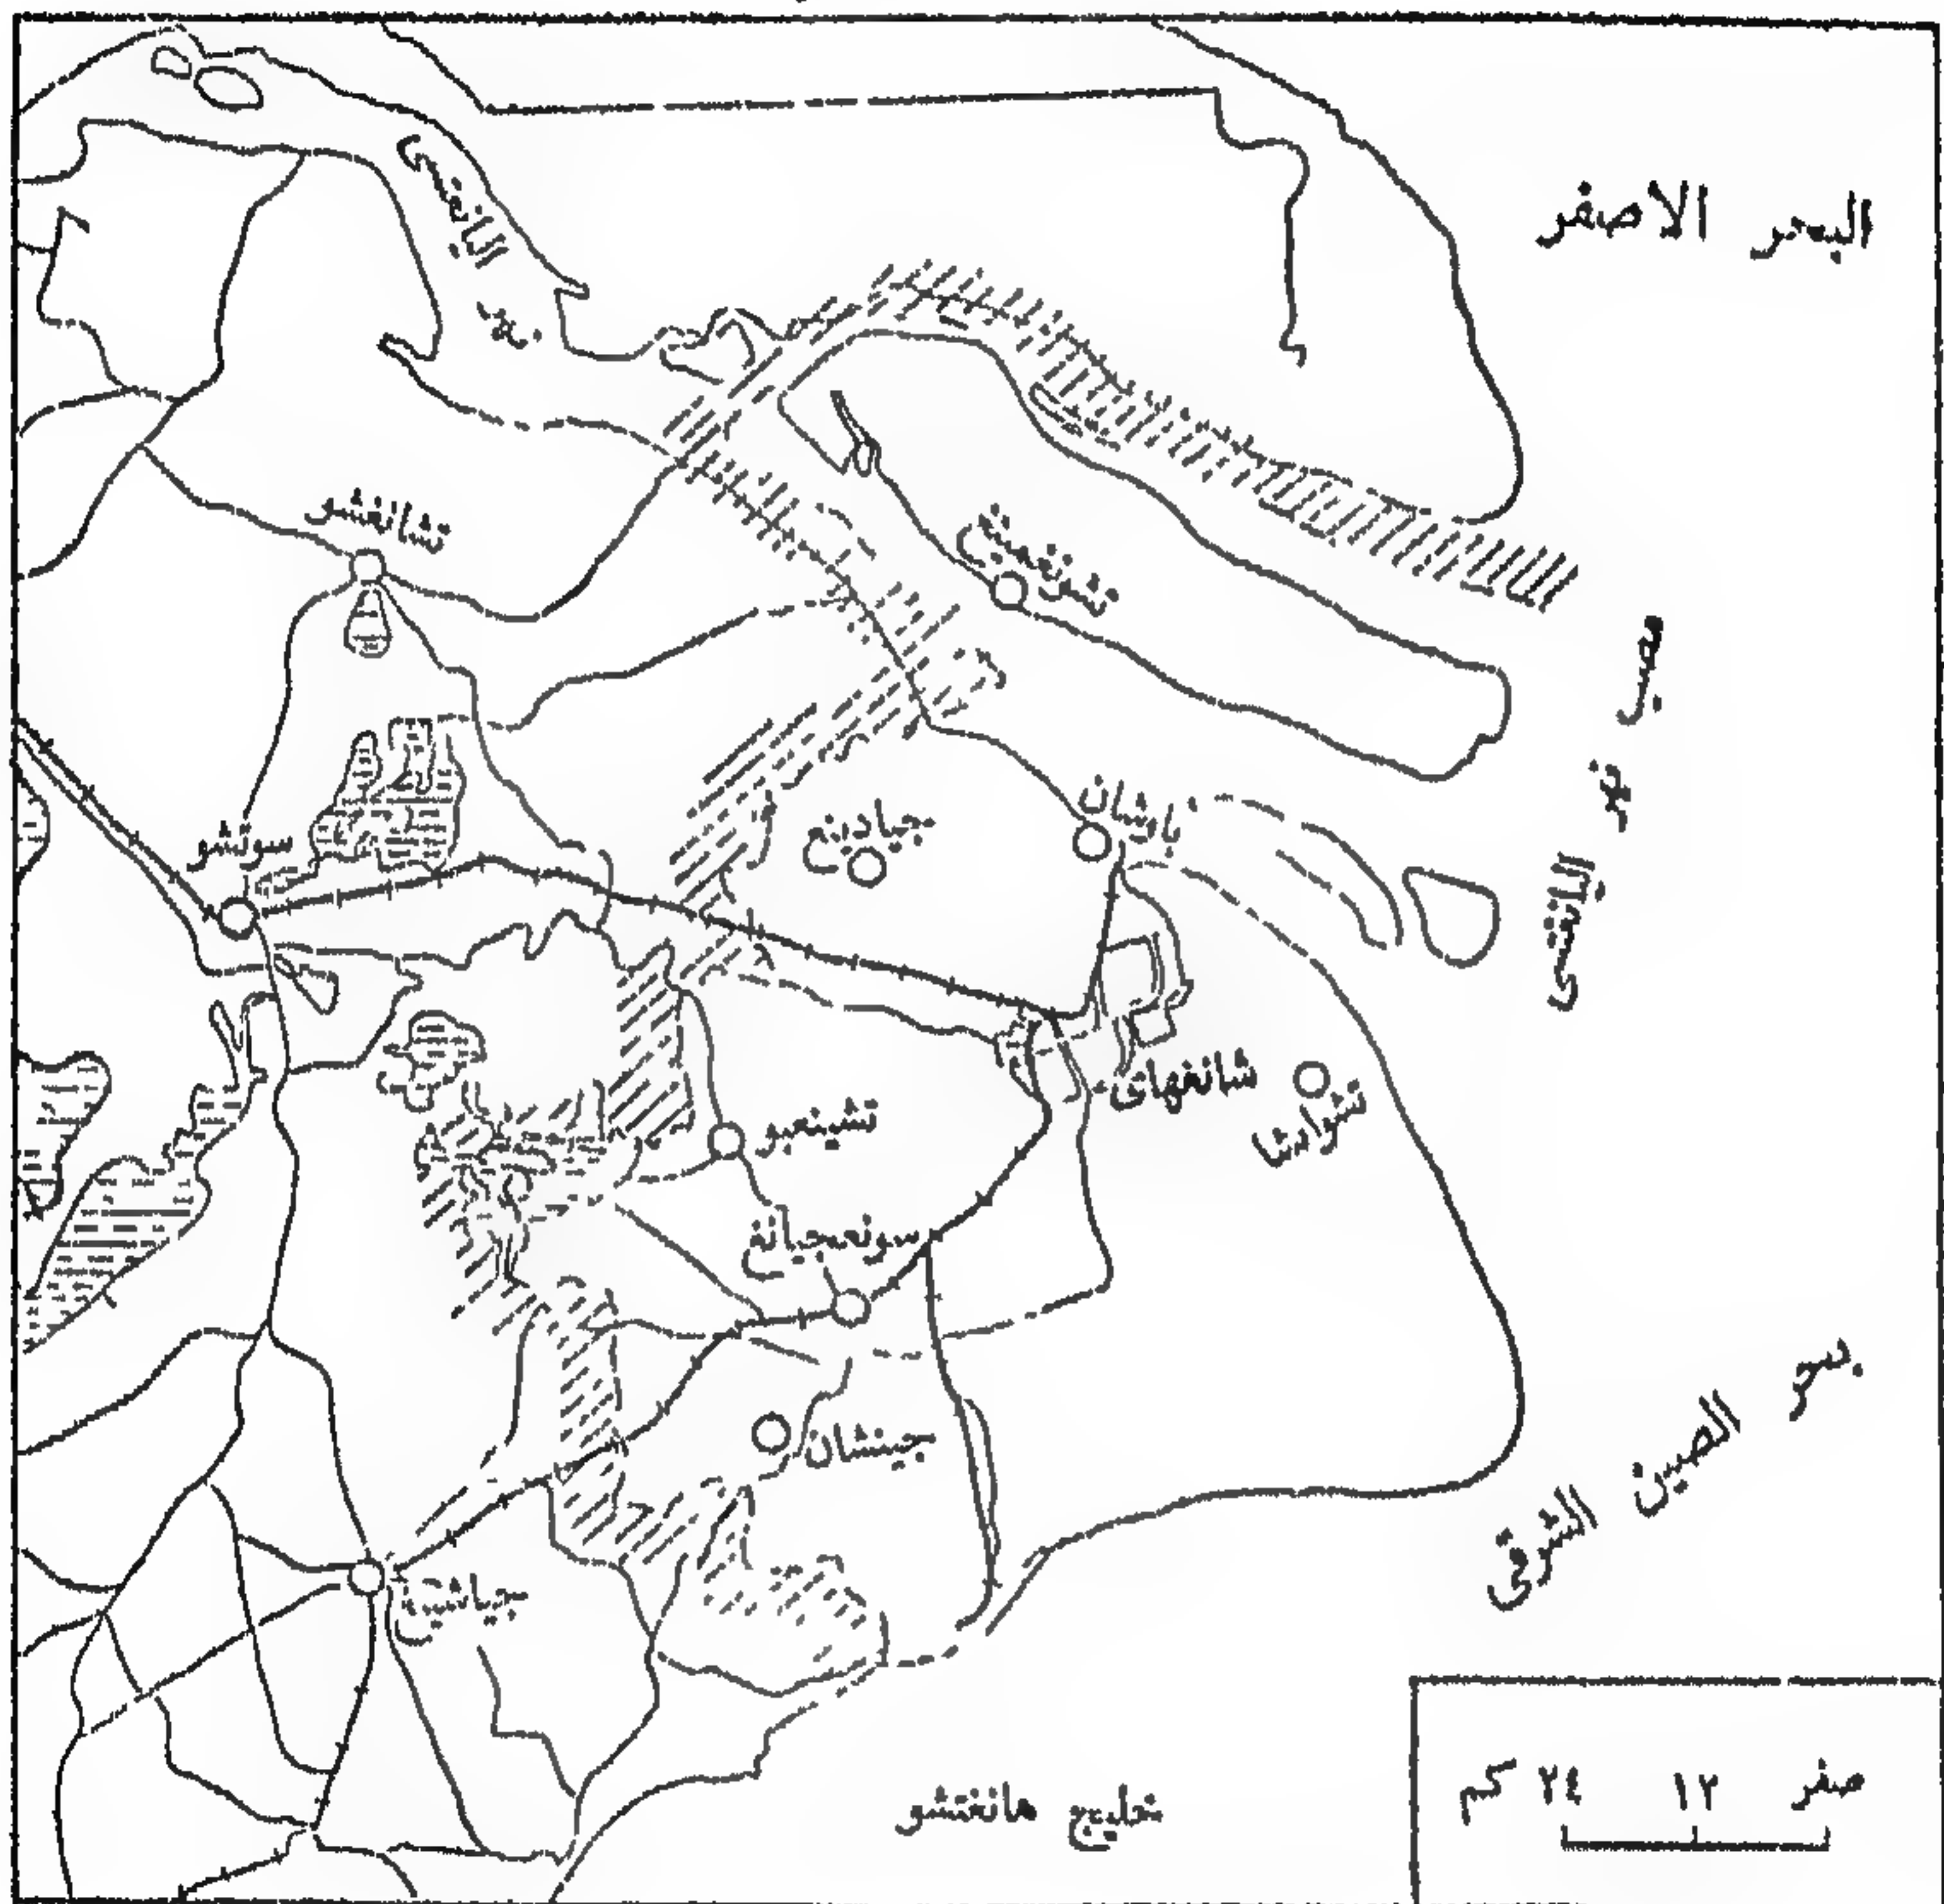 البحر الاصفر
نهر
اليانغتسى
تشانغشو
تشونغمينغ
نهر
اليانغتسى
باوشان
جيادينغ
سوتشو
شانغهاى
تشوانشا
تشينغبو
سونغجيانغ
جينشان
بحر الصين الشرقى
جياشينغ
خليج هانغتشو
صفر ١٢ ٢٤ كم